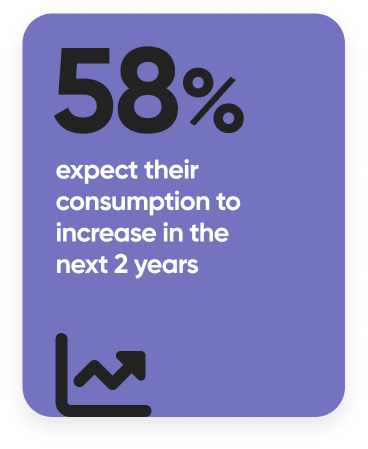 58%
expect their
consumption to
increase in the
next 2 years